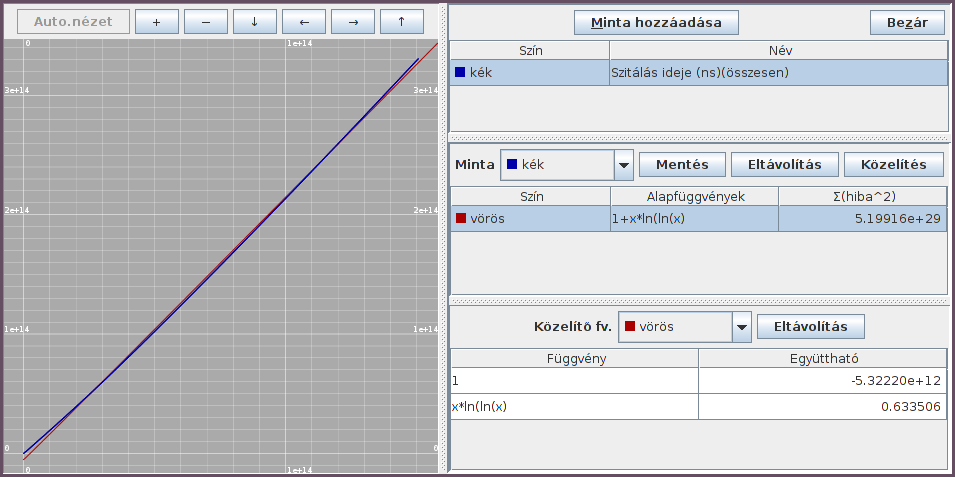 Auto.nézet + − ↓ ← → ↑
0 1e+14
3e+14 3e+14
2e+14 2e+14
1e+14 1e+14
0 0
0 1e+14
Minta hozzáadása Bezár
Szín Név
kék Szitálás ideje (ns)(összesen)
Minta kék Mentés Eltávolítás Közelítés
Szín Alapfüggvények Σ(hiba^2)
vörös 1+x*ln(ln(x) 5.19916e+29
Közelítő fv. vörös Eltávolítás
Függvény Együttható
1 -5.32220e+12
x*ln(ln(x) 0.633506